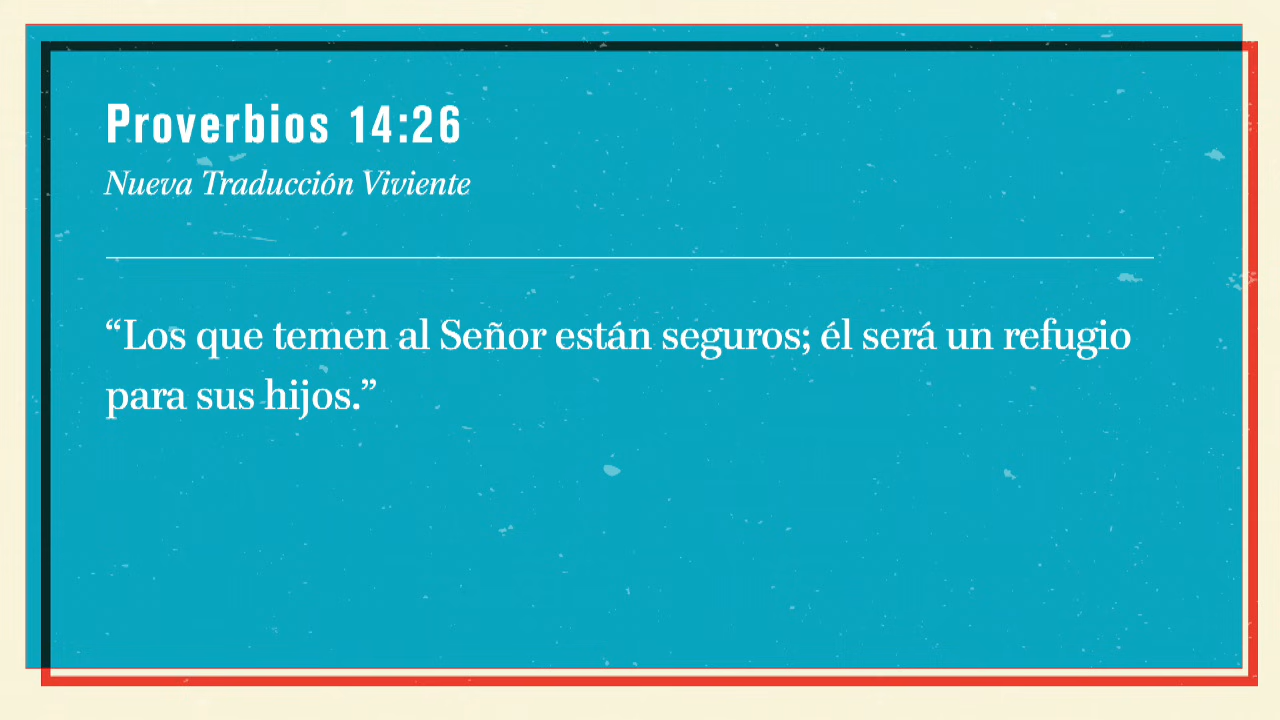 Proverbios 14:26
Nueva Traducción Viviente
“Los que temen al Señor están seguros; él será un refugio
para sus hijos.”